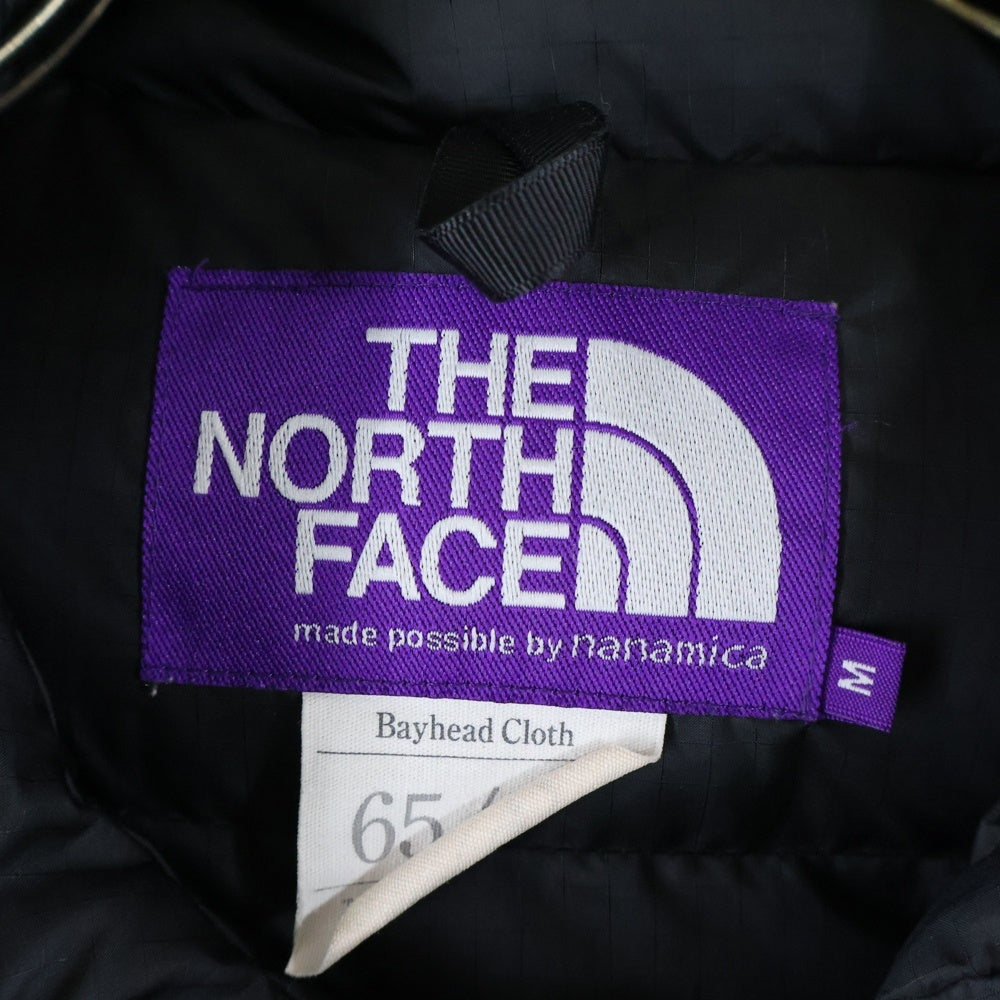 THE
NORTH
FACE
made possible by nanamica
M
Bayhead Cloth
65/